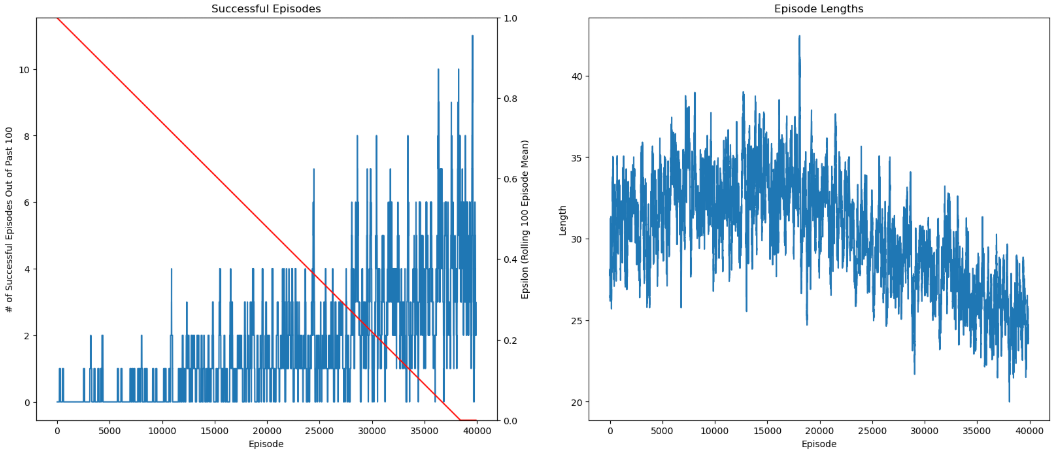 Successful Episodes
# of Successful Episodes Out of Past 100
10
8
6
4
2
0
0 5000 10000 15000 20000 25000 30000 35000 40000
Episode
1.0
0.8
0.6
0.4
0.2
0.0
Epsilon (Rolling 100 Episode Mean)
Episode Lengths
Length
40
35
30
25
20
0 5000 10000 15000 20000 25000 30000 35000 40000
Episode